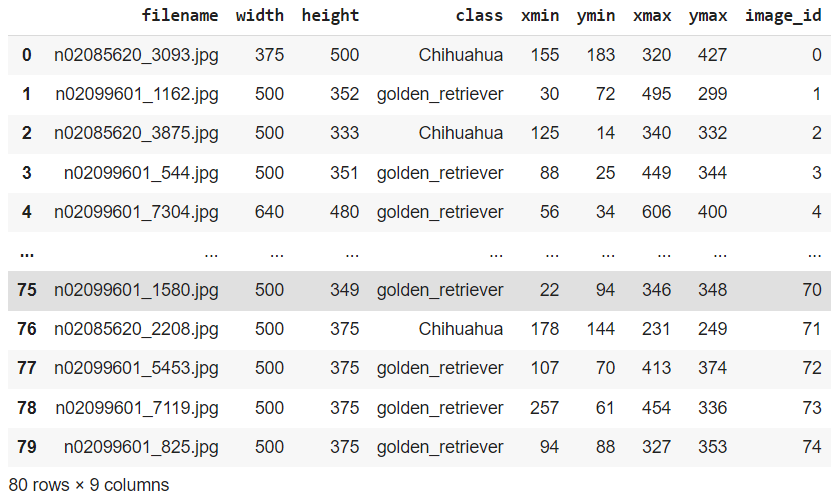 filename width height class xmin ymin xmax ymax image_id
0 n02085620_3093.jpg 375 500 Chihuahua 155 183 320 427 0
1 n02099601_1162.jpg 500 352 golden_retriever 30 72 495 299 1
2 n02085620_3875.jpg 500 333 Chihuahua 125 14 340 332 2
3 n02099601_544.jpg 500 351 golden_retriever 88 25 449 344 3
4 n02099601_7304.jpg 640 480 golden_retriever 56 34 606 400 4
... ... ... ... ... ... ... ... ... ...
75 n02099601_1580.jpg 500 349 golden_retriever 22 94 346 348 70
76 n02085620_2208.jpg 500 375 Chihuahua 178 144 231 249 71
77 n02099601_5453.jpg 500 375 golden_retriever 107 70 413 374 72
78 n02099601_7119.jpg 500 375 golden_retriever 257 61 454 336 73
79 n02099601_825.jpg 500 375 golden_retriever 94 88 327 353 74
80 rows × 9 columns